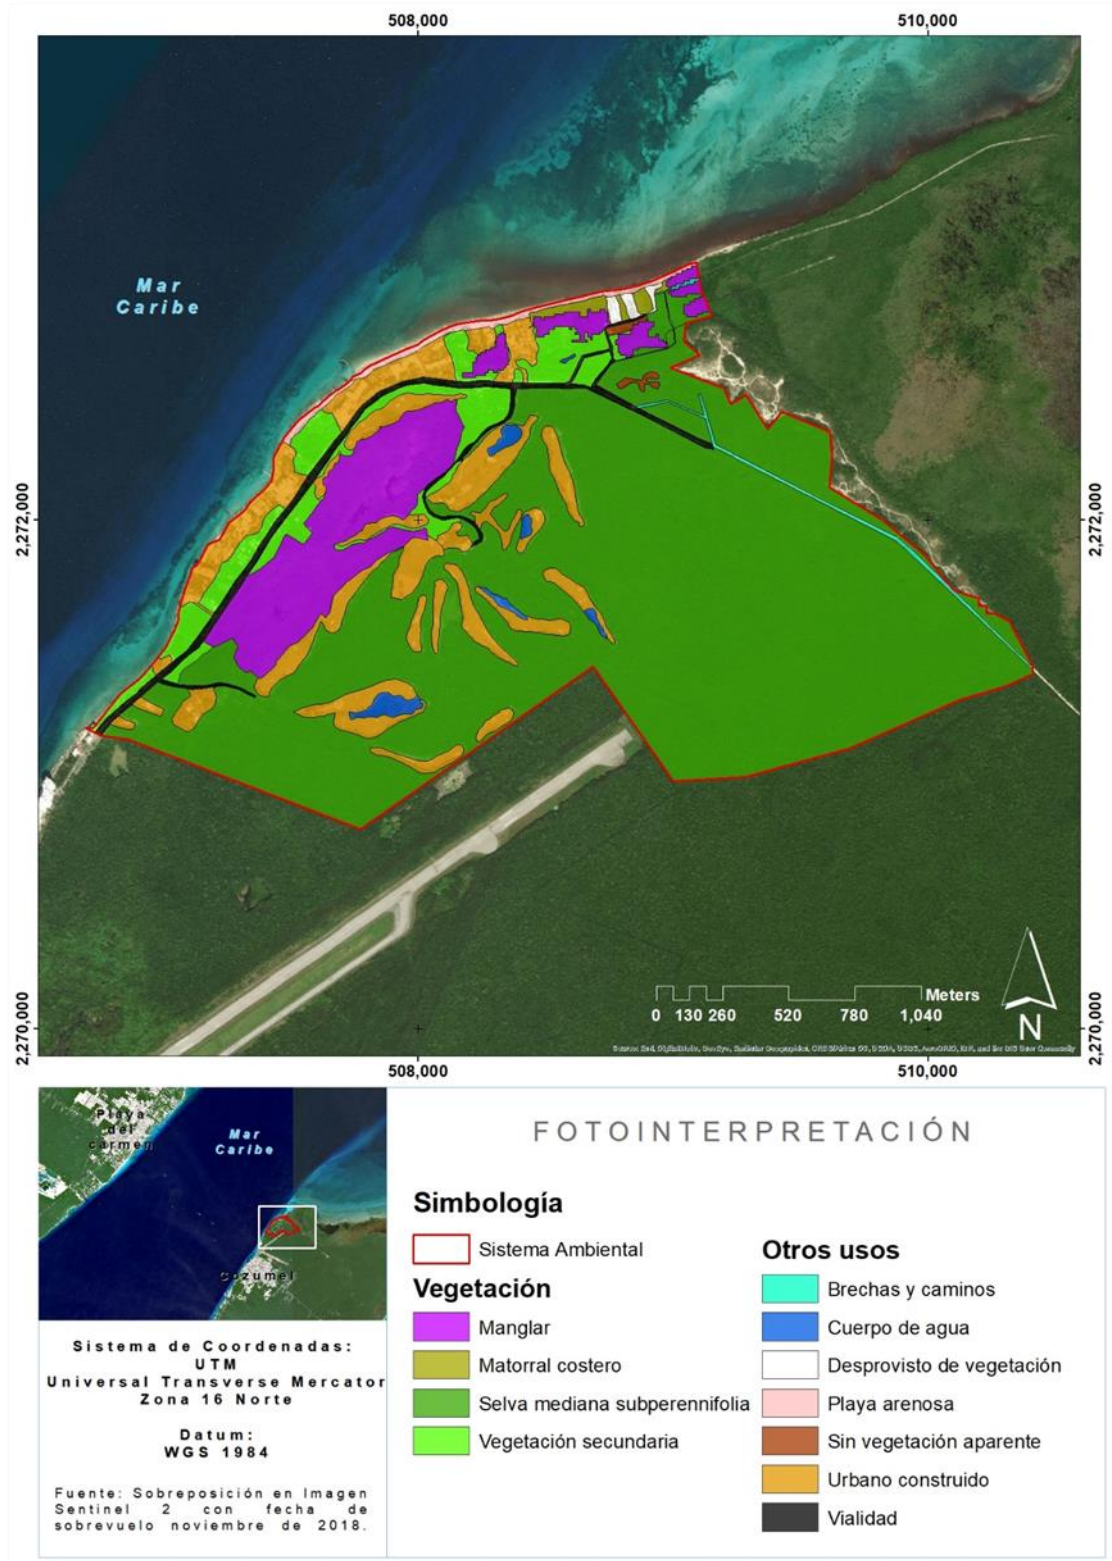 508,000
510,000
Mar
Caribe
2,272,000
2,272,000
Meters
0 130 260 520 780 1,040
N
2,270,000
2,270,000
508,000
510,000
Playa
del
carmen
Mar
Caribe
Cozumel
Sistema de Coordenadas:
UTM
Universal Transverse Mercator
Zona 16 Norte
Datum:
WGS 1984
Fuente: Sobreposición en Imagen
Sentinel 2 con fecha de
sobrevuelo noviembre de 2018.
FOTOINTERPRETACIÓN
Simbología
Sistema Ambiental
Vegetación
Manglar
Matorral costero
Selva mediana subperennifolia
Vegetación secundaria
Otros usos
Brechas y caminos
Cuerpo de agua
Desprovisto de vegetación
Playa arenosa
Sin vegetación aparente
Urbano construido
Vialidad